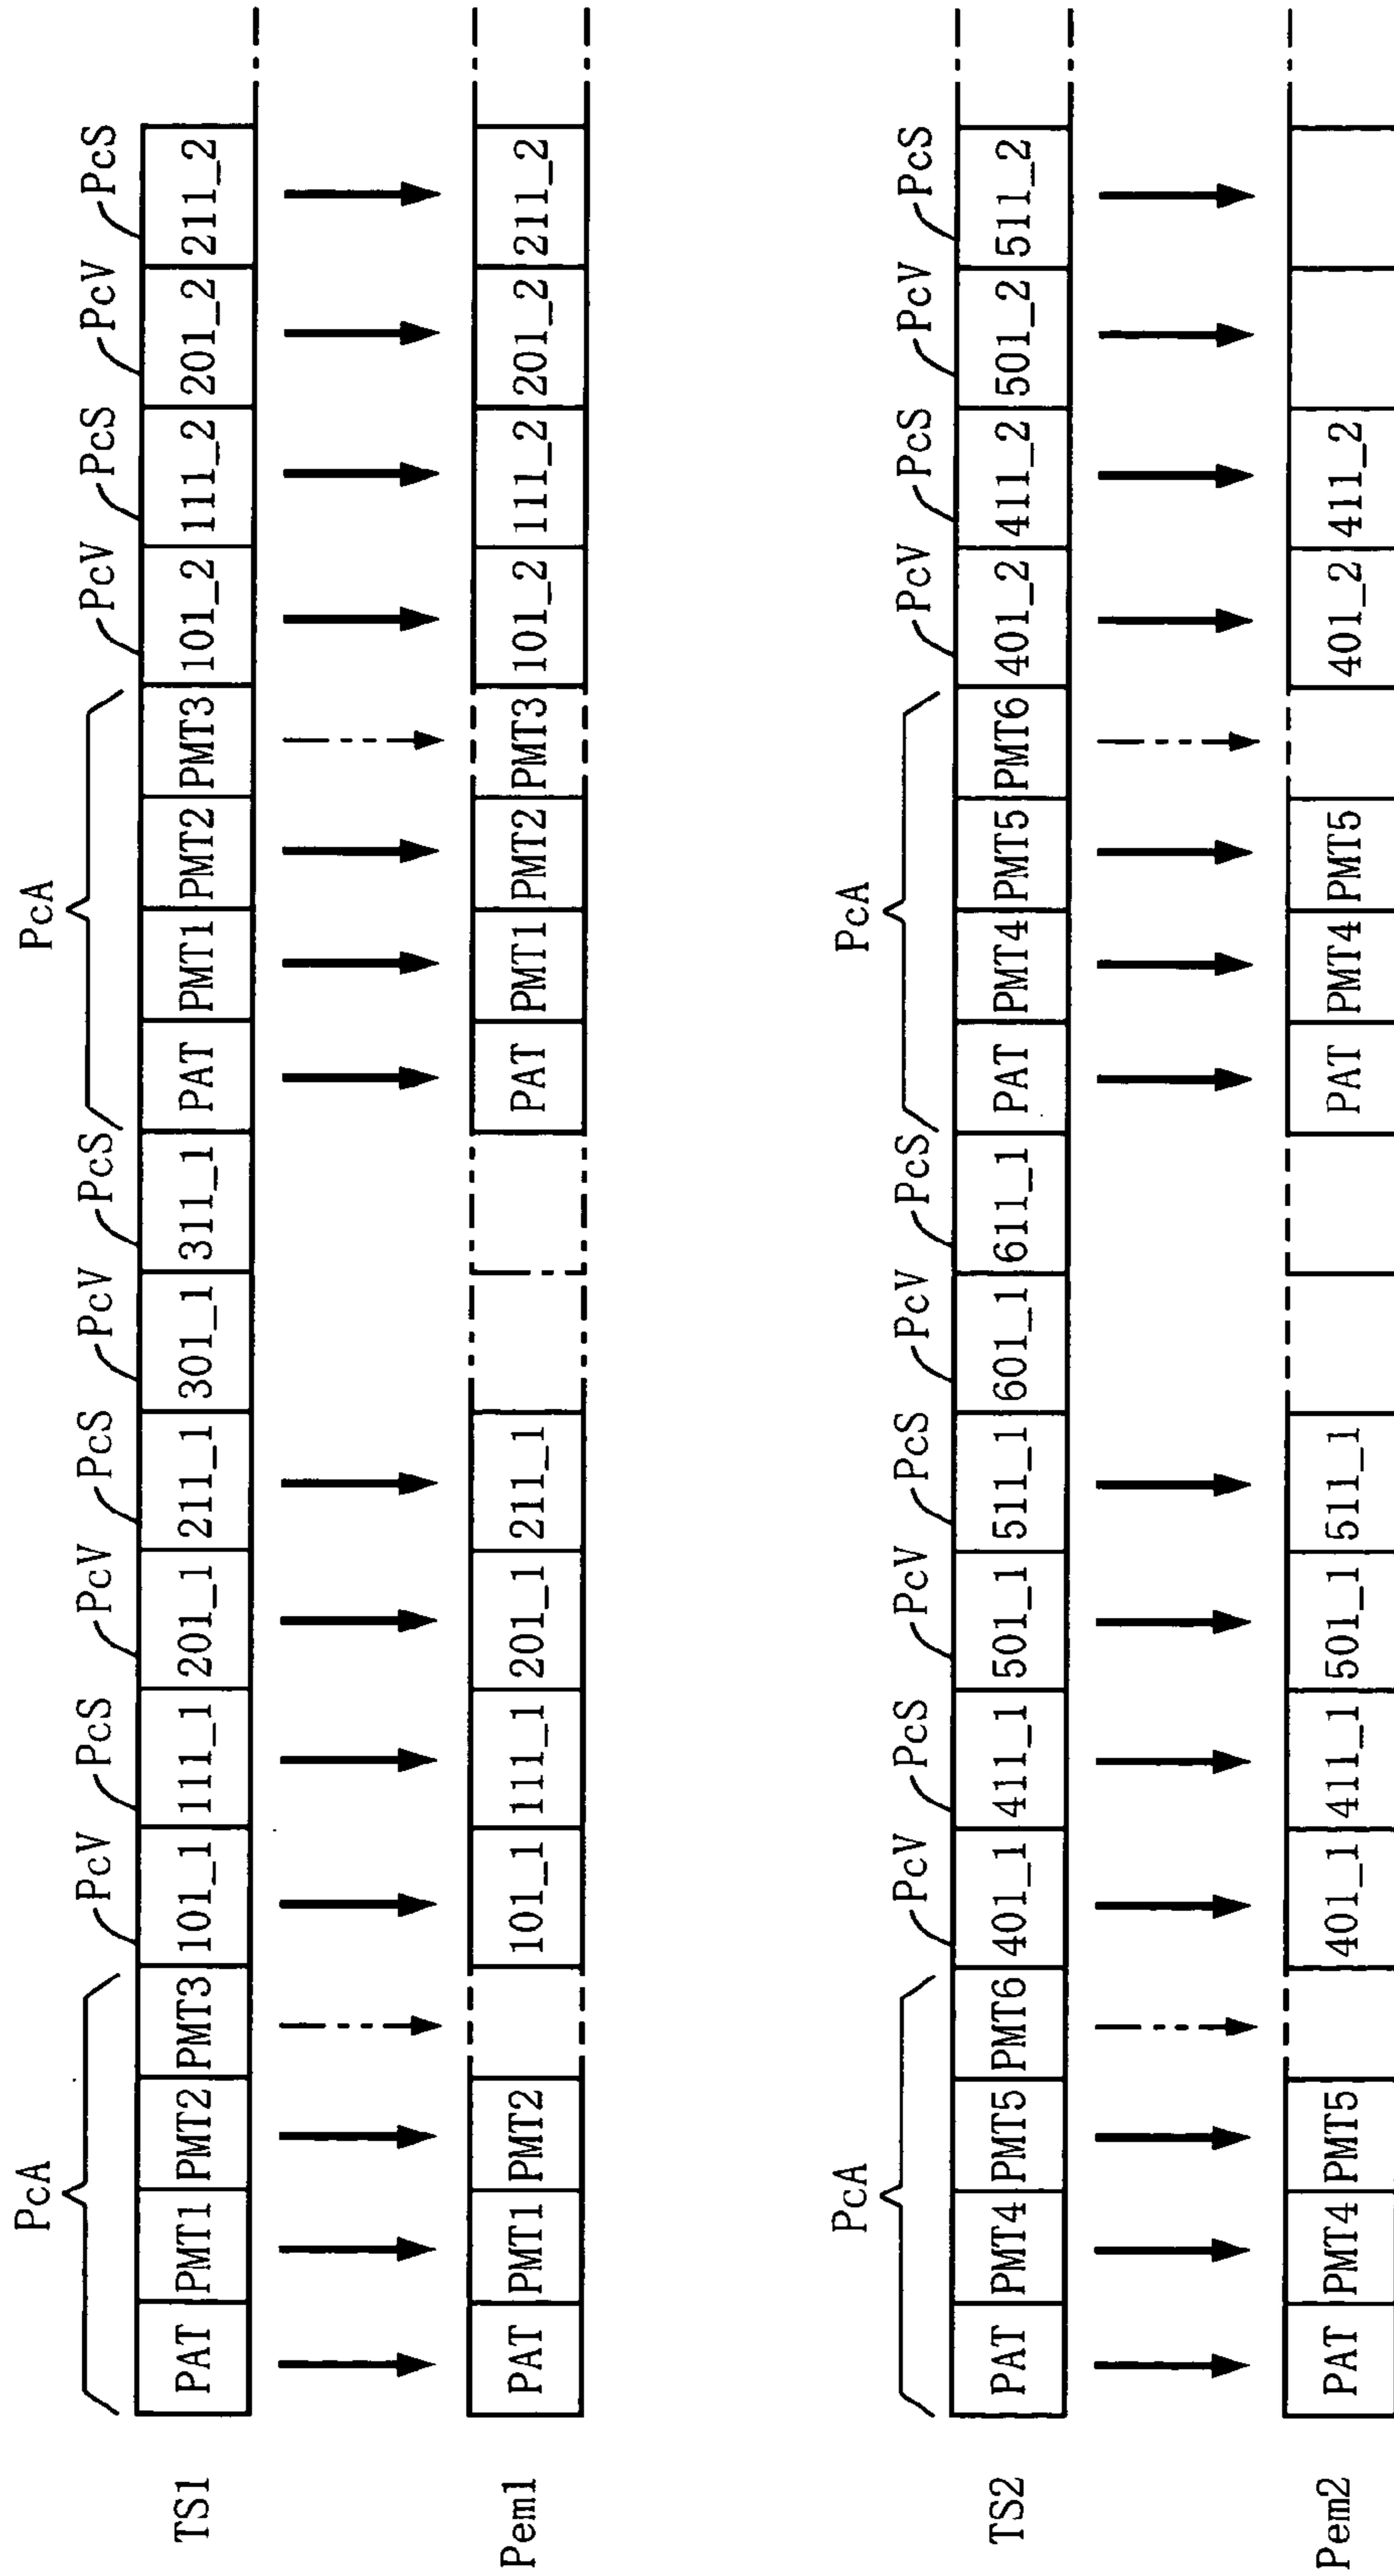 PcA PcV PcS PcV PcS PcV PcS PcA PcV PcS PcV PcS
TS1 PAT PMT1 PMT2 PMT3 101_1 111_1 201_1 211_1 301_1 311_1 PAT PMT1 PMT2 PMT3 101_2 111_2 201_2 211_2
Pem1 PAT PMT1 PMT2 101_1 111_1 201_1 211_1 PAT PMT1 PMT2 PMT3 101_2 111_2 201_2 211_2
PcA PcV PcS PcV PcS PcV PcS PcA PcV PcS PcV PcS
TS2 PAT PMT4 PMT5 PMT6 401_1 411_1 501_1 511_1 601_1 611_1 PAT PMT4 PMT5 PMT6 401_2 411_2 501_2 511_2
Pem2 PAT PMT4 PMT5 401_1 411_1 501_1 511_1 PAT PMT4 PMT5 401_2 411_2